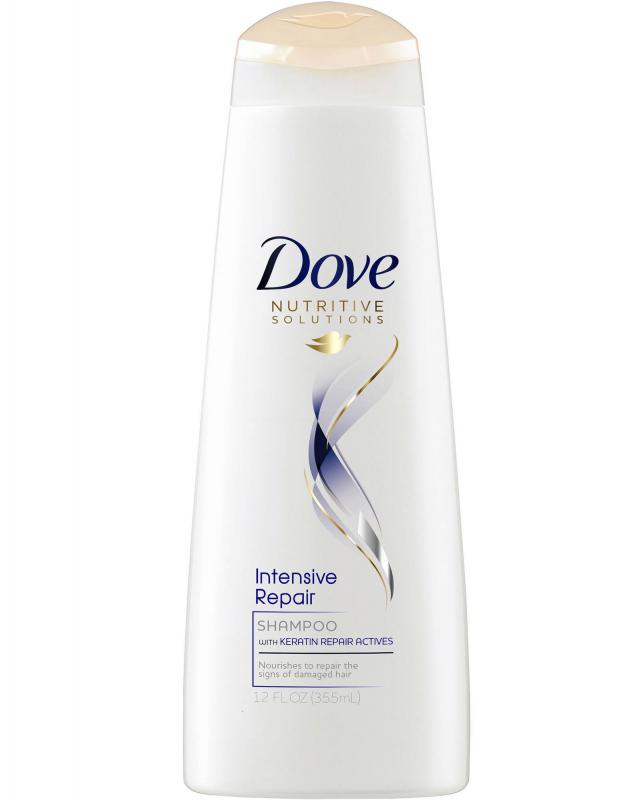 Dove
NUTRITIVE
SOLUTIONS
Intensive
Repair
SHAMPOO
WITH KERATIN REPAIR ACTIVES
Nourishes to repair the
signs of damaged hair
12 FL OZ (355mL)